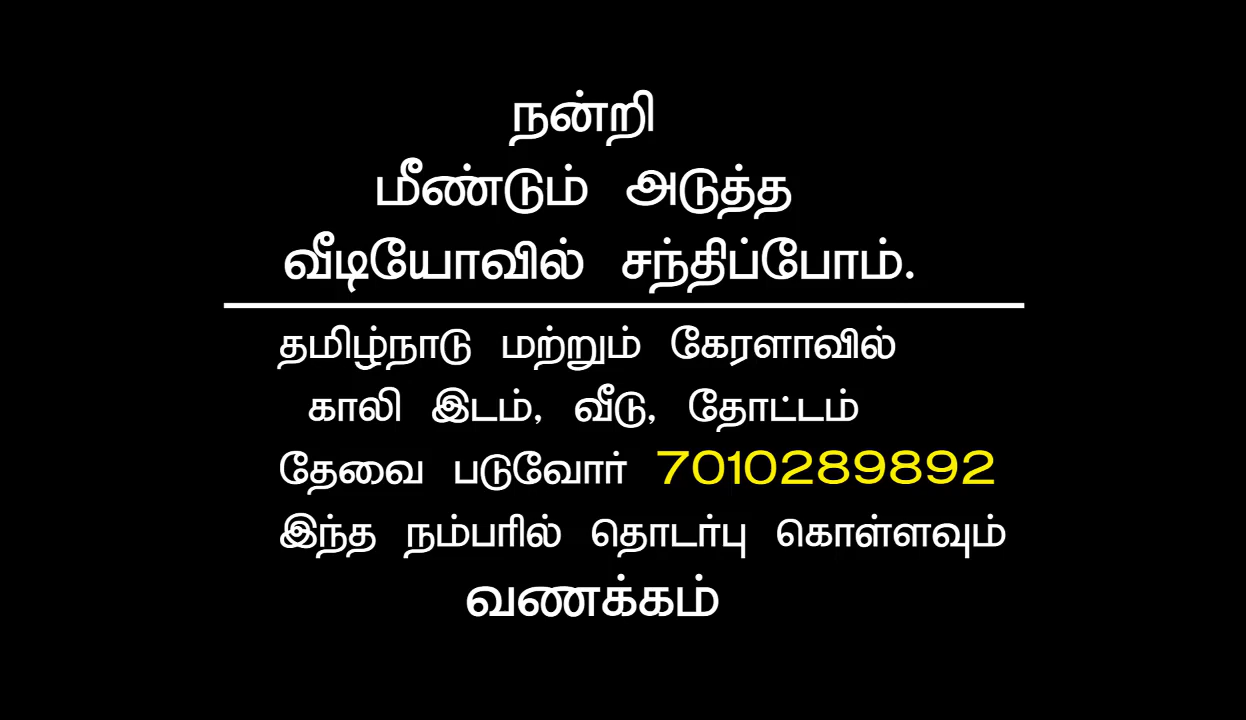 நன்றி
மீண்டும் அடுத்த
வீடியோவில் சந்திப்போம்.
தமிழ்நாடு மற்றும் கேரளாவில்
காலி இடம், வீடு, தோட்டம்
தேவை படுவோர் 7010289892
இந்த நம்பரில் தொடர்பு கொள்ளவும்
வணக்கம்